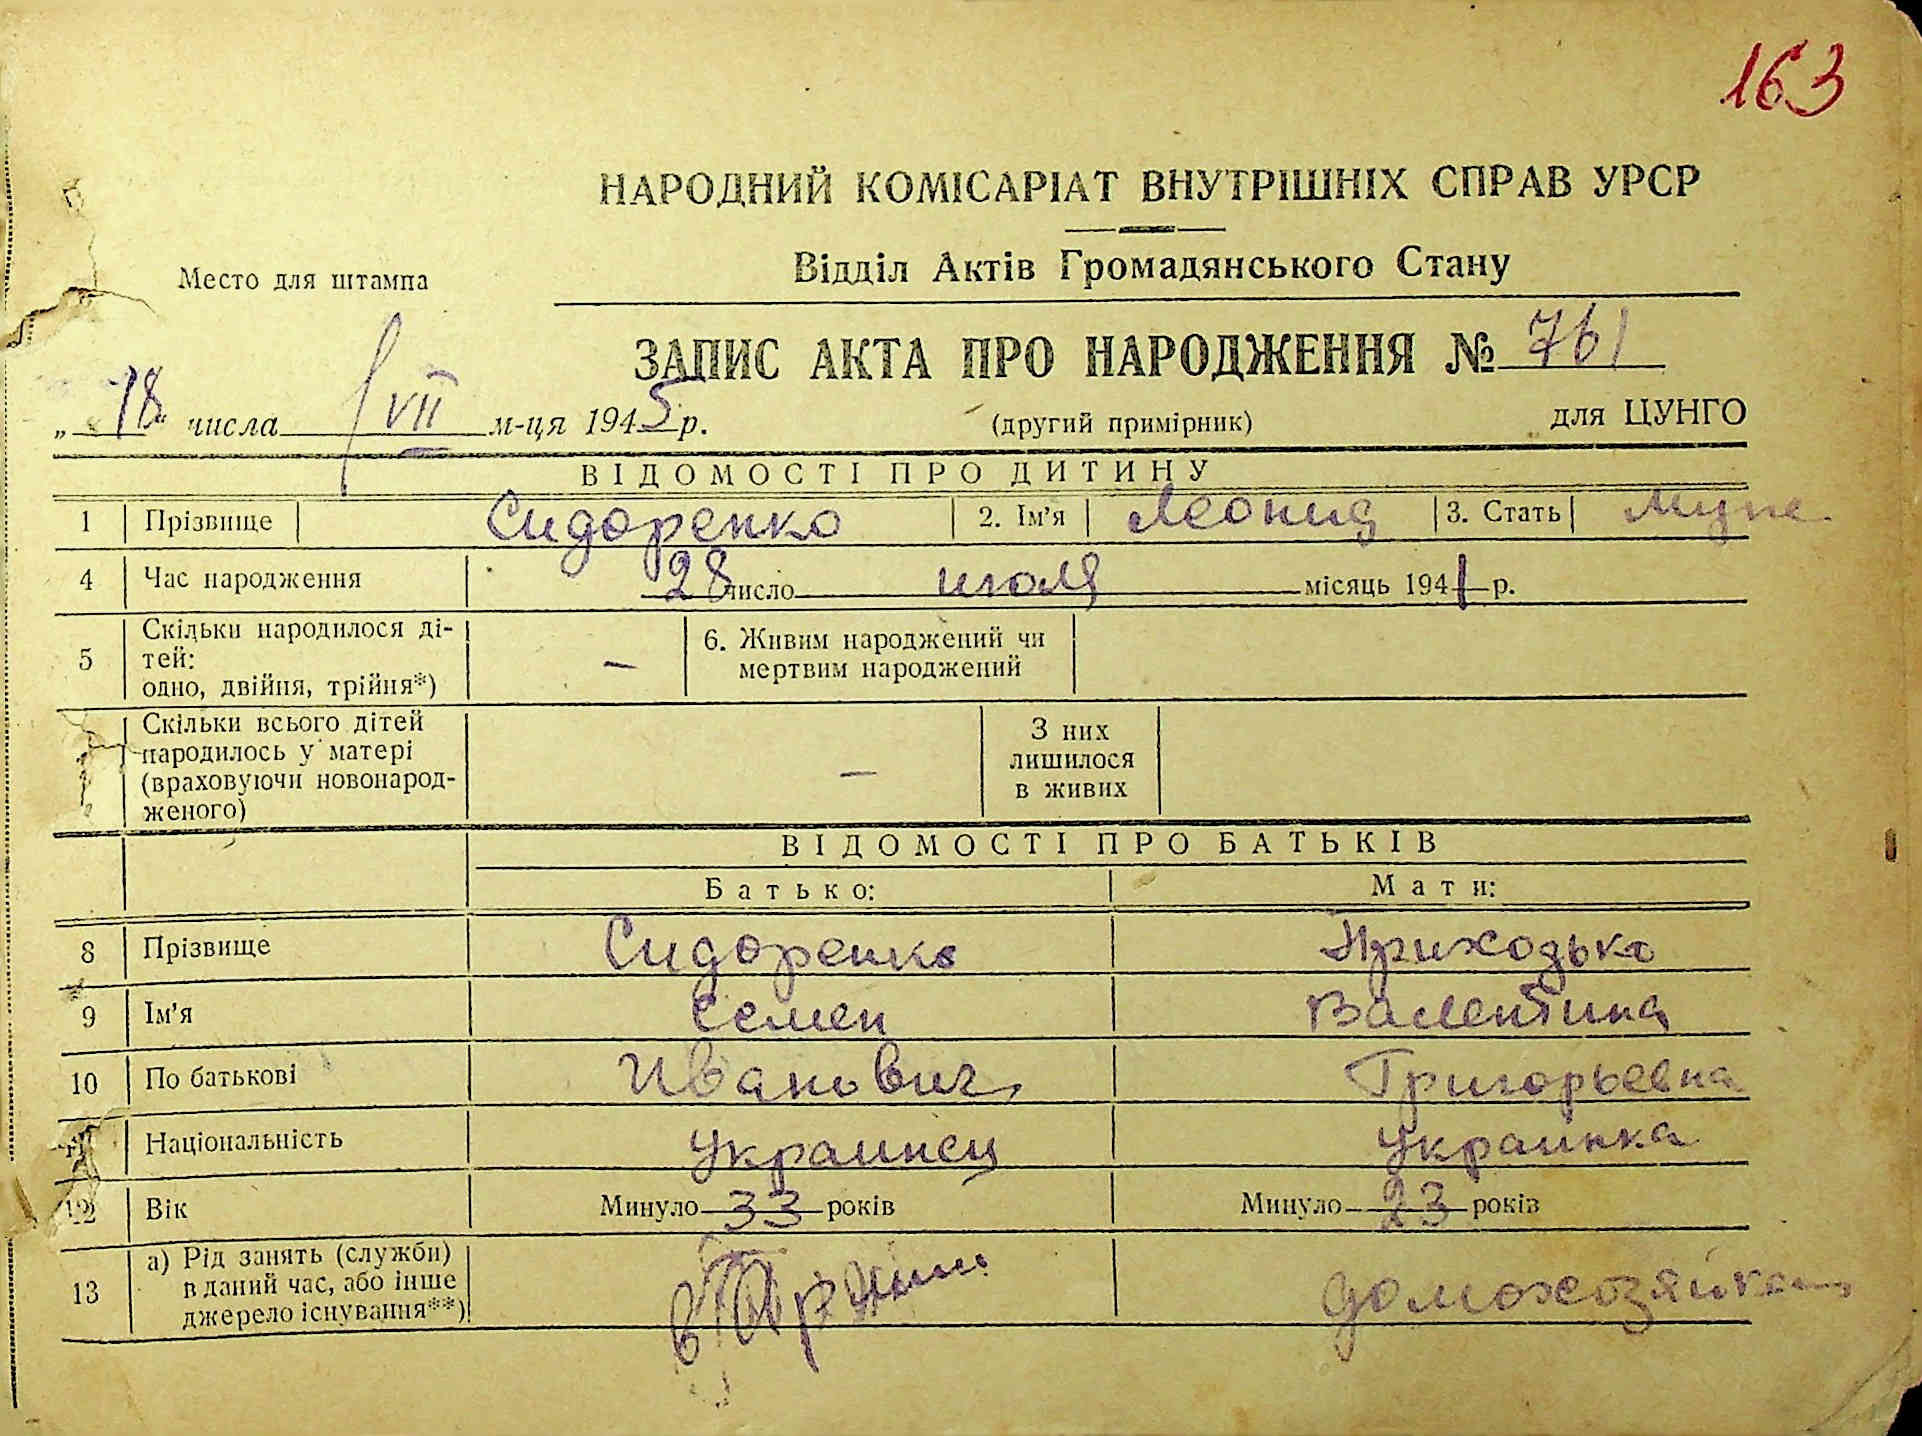 163
НАРОДНИЙ КОМІСАРІАТ ВНУТРІШНІХ СПРАВ УРСР
Відділ Актів Громадянського Стану
Место для штампа
ЗАПИС АКТА ПРО НАРОДЖЕННЯ № 761
„18“ числа VII м-ця 1945 р. (другий примірник) для ЦУНГО
ВІДОМОСТІ ПРО ДИТИНУ
1 Прізвище Сидоренко 2. Ім’я Леонид 3. Стать Муже.
4 Час народження 28 число июля місяць 1941 р.
5 Скільки народилося ді-
тей:
одно, двійня, трійня*) — 6. Живим народжений чи
мертвим народжений
Скільки всього дітей
народилось у матері
(враховуючи новонарод-
женого) — З них
лишилося
в живих
ВІДОМОСТІ ПРО БАТЬКІВ
Батько: Мати:
8 Прізвище Сидоренко Приходько
9 Ім’я Семен Валентина
10 По батькові Иванович Григорьевна
Національність Украинец Украинка
12 Вік Минуло 33 років Минуло 23 років
13 а) Рід занять (служби)
в даний час, або інше
джерело існування**) в Армии домохозяйка